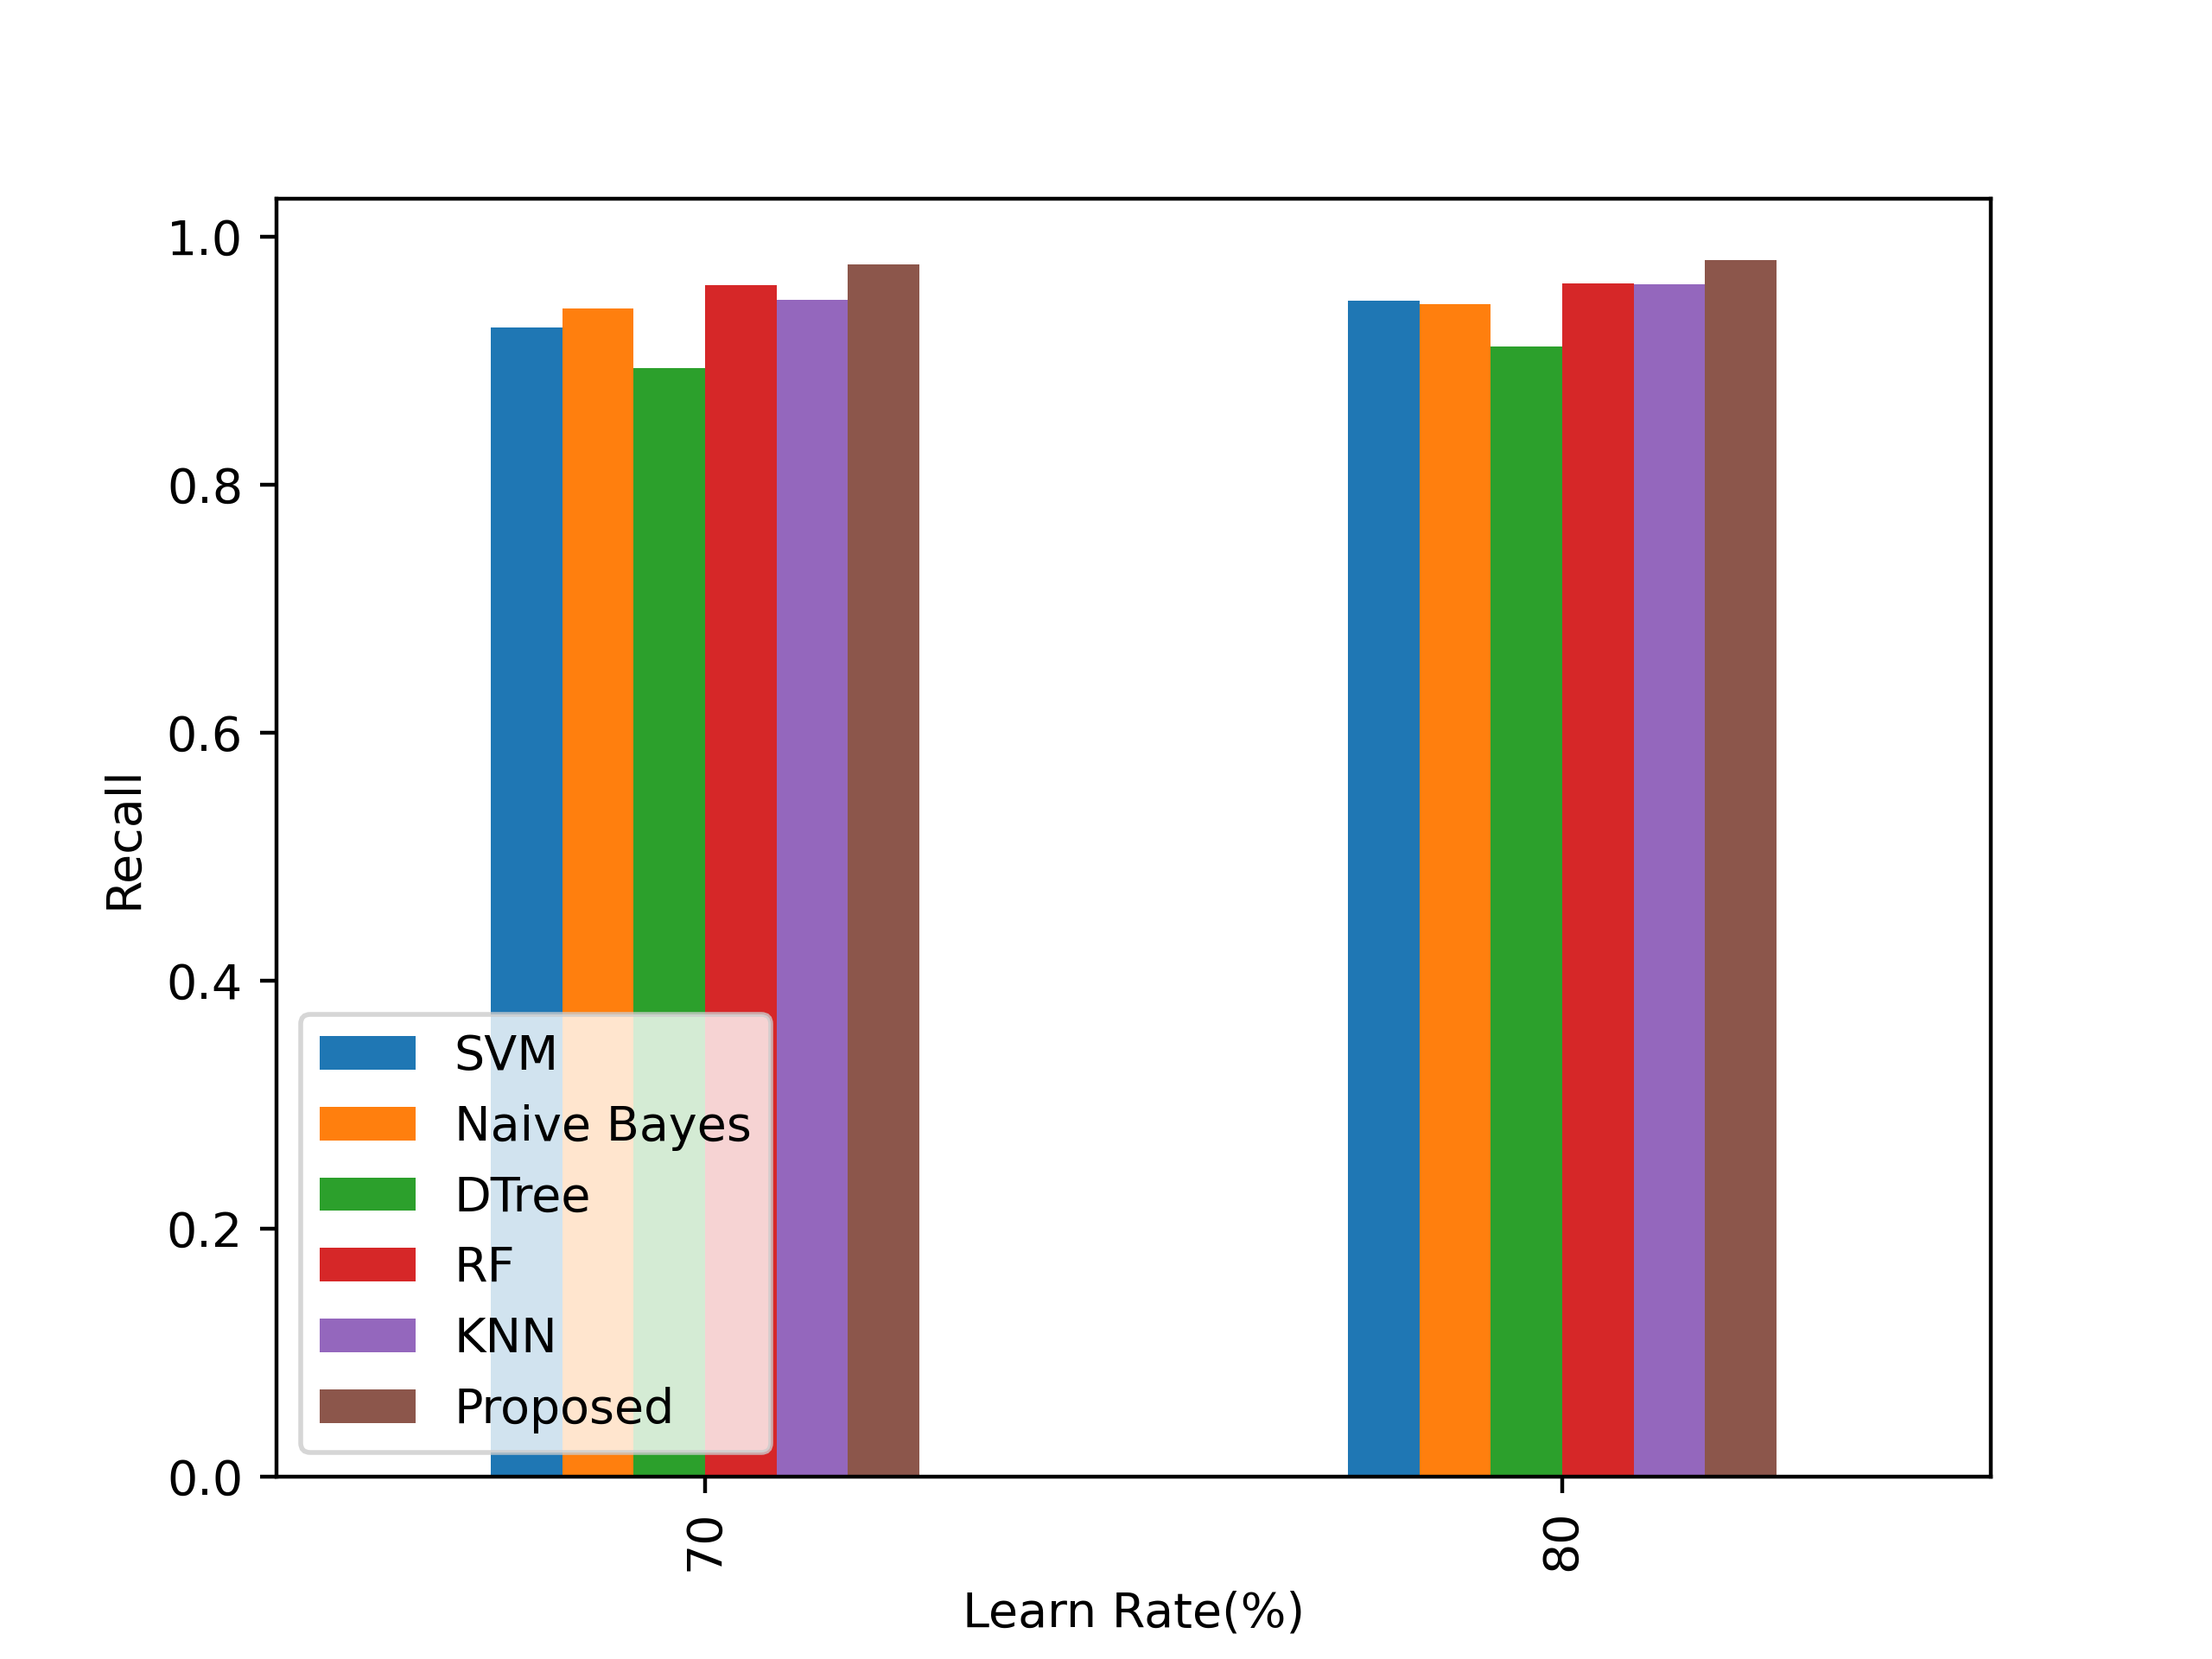 1.0
0.8
0.6
0.4
0.2
0.0
Recall
SVM
Naive Bayes
DTree
RF
KNN
Proposed
70
80
Learn Rate(%)